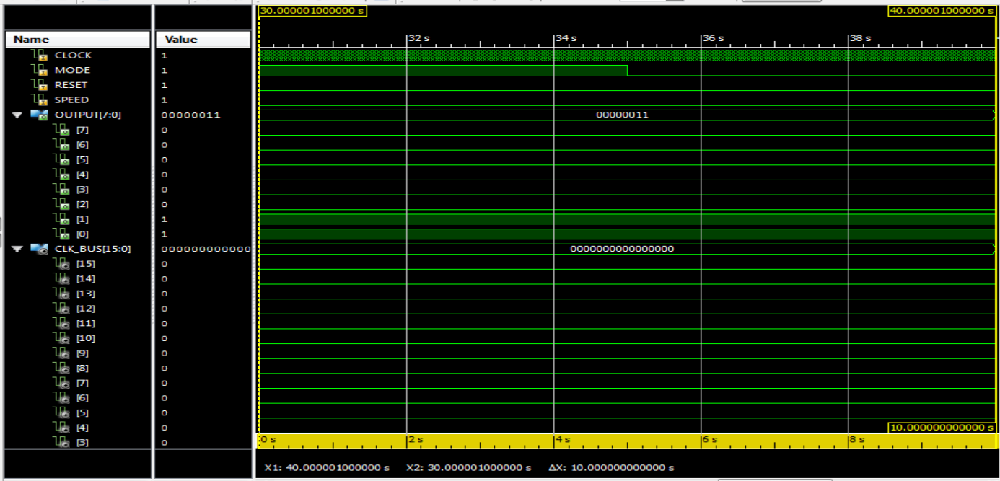 30.000001000000 s 40.000001000000 s
Name Value 32 s 34 s 36 s 38 s
CLOCK 1
MODE 1
RESET 1
SPEED 1
OUTPUT[7:0] 00000011 00000011
[7] 0
[6] 0
[5] 0
[4] 0
[3] 0
[2] 0
[1] 1
[0] 1
CLK_BUS[15:0] 000000000000 0000000000000000
[15] 0
[14] 0
[13] 0
[12] 0
[11] 0
[10] 0
[9] 0
[8] 0
[7] 0
[6] 0
[5] 0
[4] 0 10.000000000000 s
[3] 0 0 s 2 s 4 s 6 s 8 s
X1: 40.000001000000 s X2: 30.000001000000 s ΔX: 10.000000000000 s